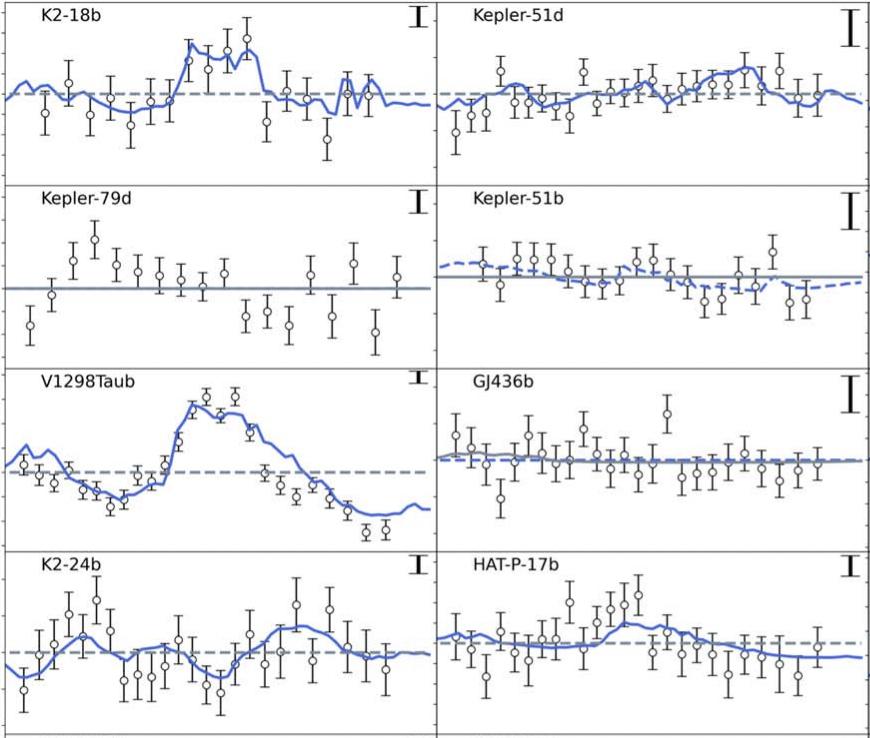 K2-18b
Kepler-51d
Kepler-79d
Kepler-51b
V1298Taub
GJ436b
K2-24b
HAT-P-17b